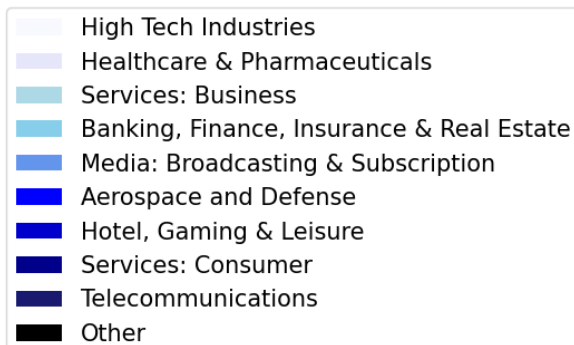 High Tech Industries
Healthcare & Pharmaceuticals
Services: Business
Banking, Finance, Insurance & Real Estate
Media: Broadcasting & Subscription
Aerospace and Defense
Hotel, Gaming & Leisure
Services: Consumer
Telecommunications
Other